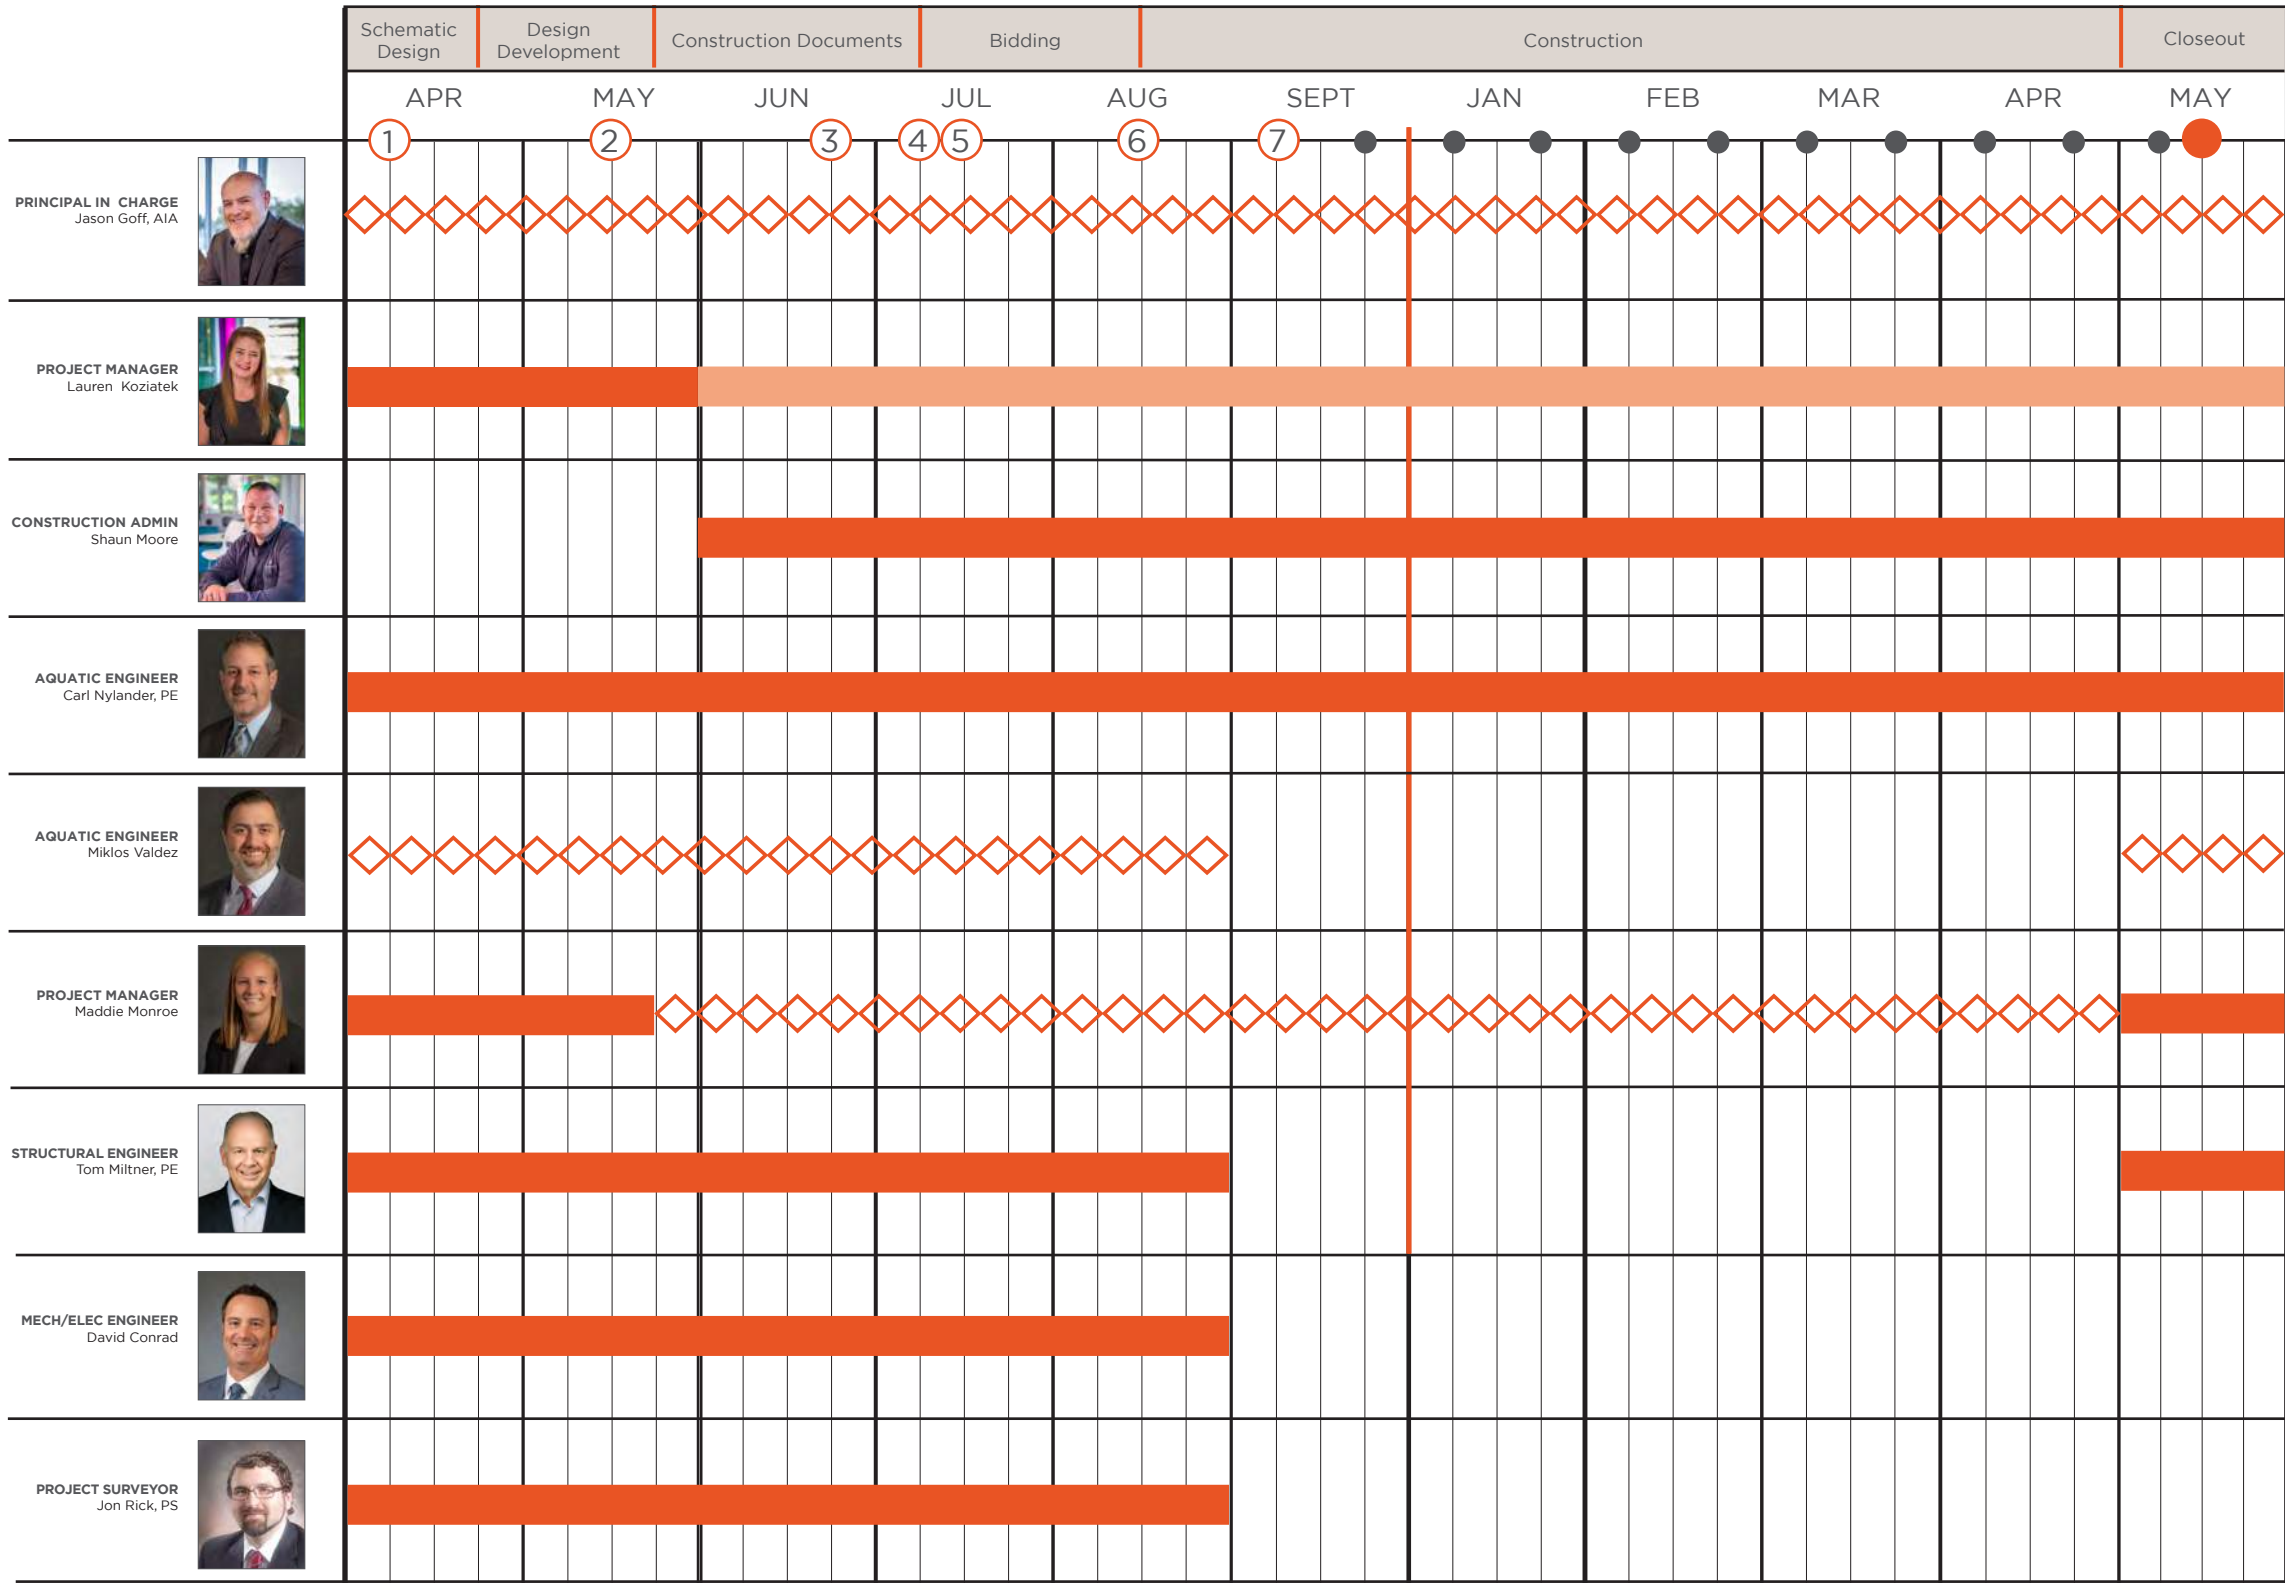 Schematic
Design
Design
Development
Construction Documents
Bidding
Construction
Closeout
APR MAY JUN JUL AUG SEPT JAN FEB MAR APR MAY
1 2 3 4 5 6 7
PRINCIPAL IN CHARGE
Jason Goff, AIA
PROJECT MANAGER
Lauren Koziatek
CONSTRUCTION ADMIN
Shaun Moore
AQUATIC ENGINEER
Carl Nylander, PE
AQUATIC ENGINEER
Miklos Valdez
PROJECT MANAGER
Maddie Monroe
STRUCTURAL ENGINEER
Tom Miltner, PE
MECH/ELEC ENGINEER
David Conrad
PROJECT SURVEYOR
Jon Rick, PS